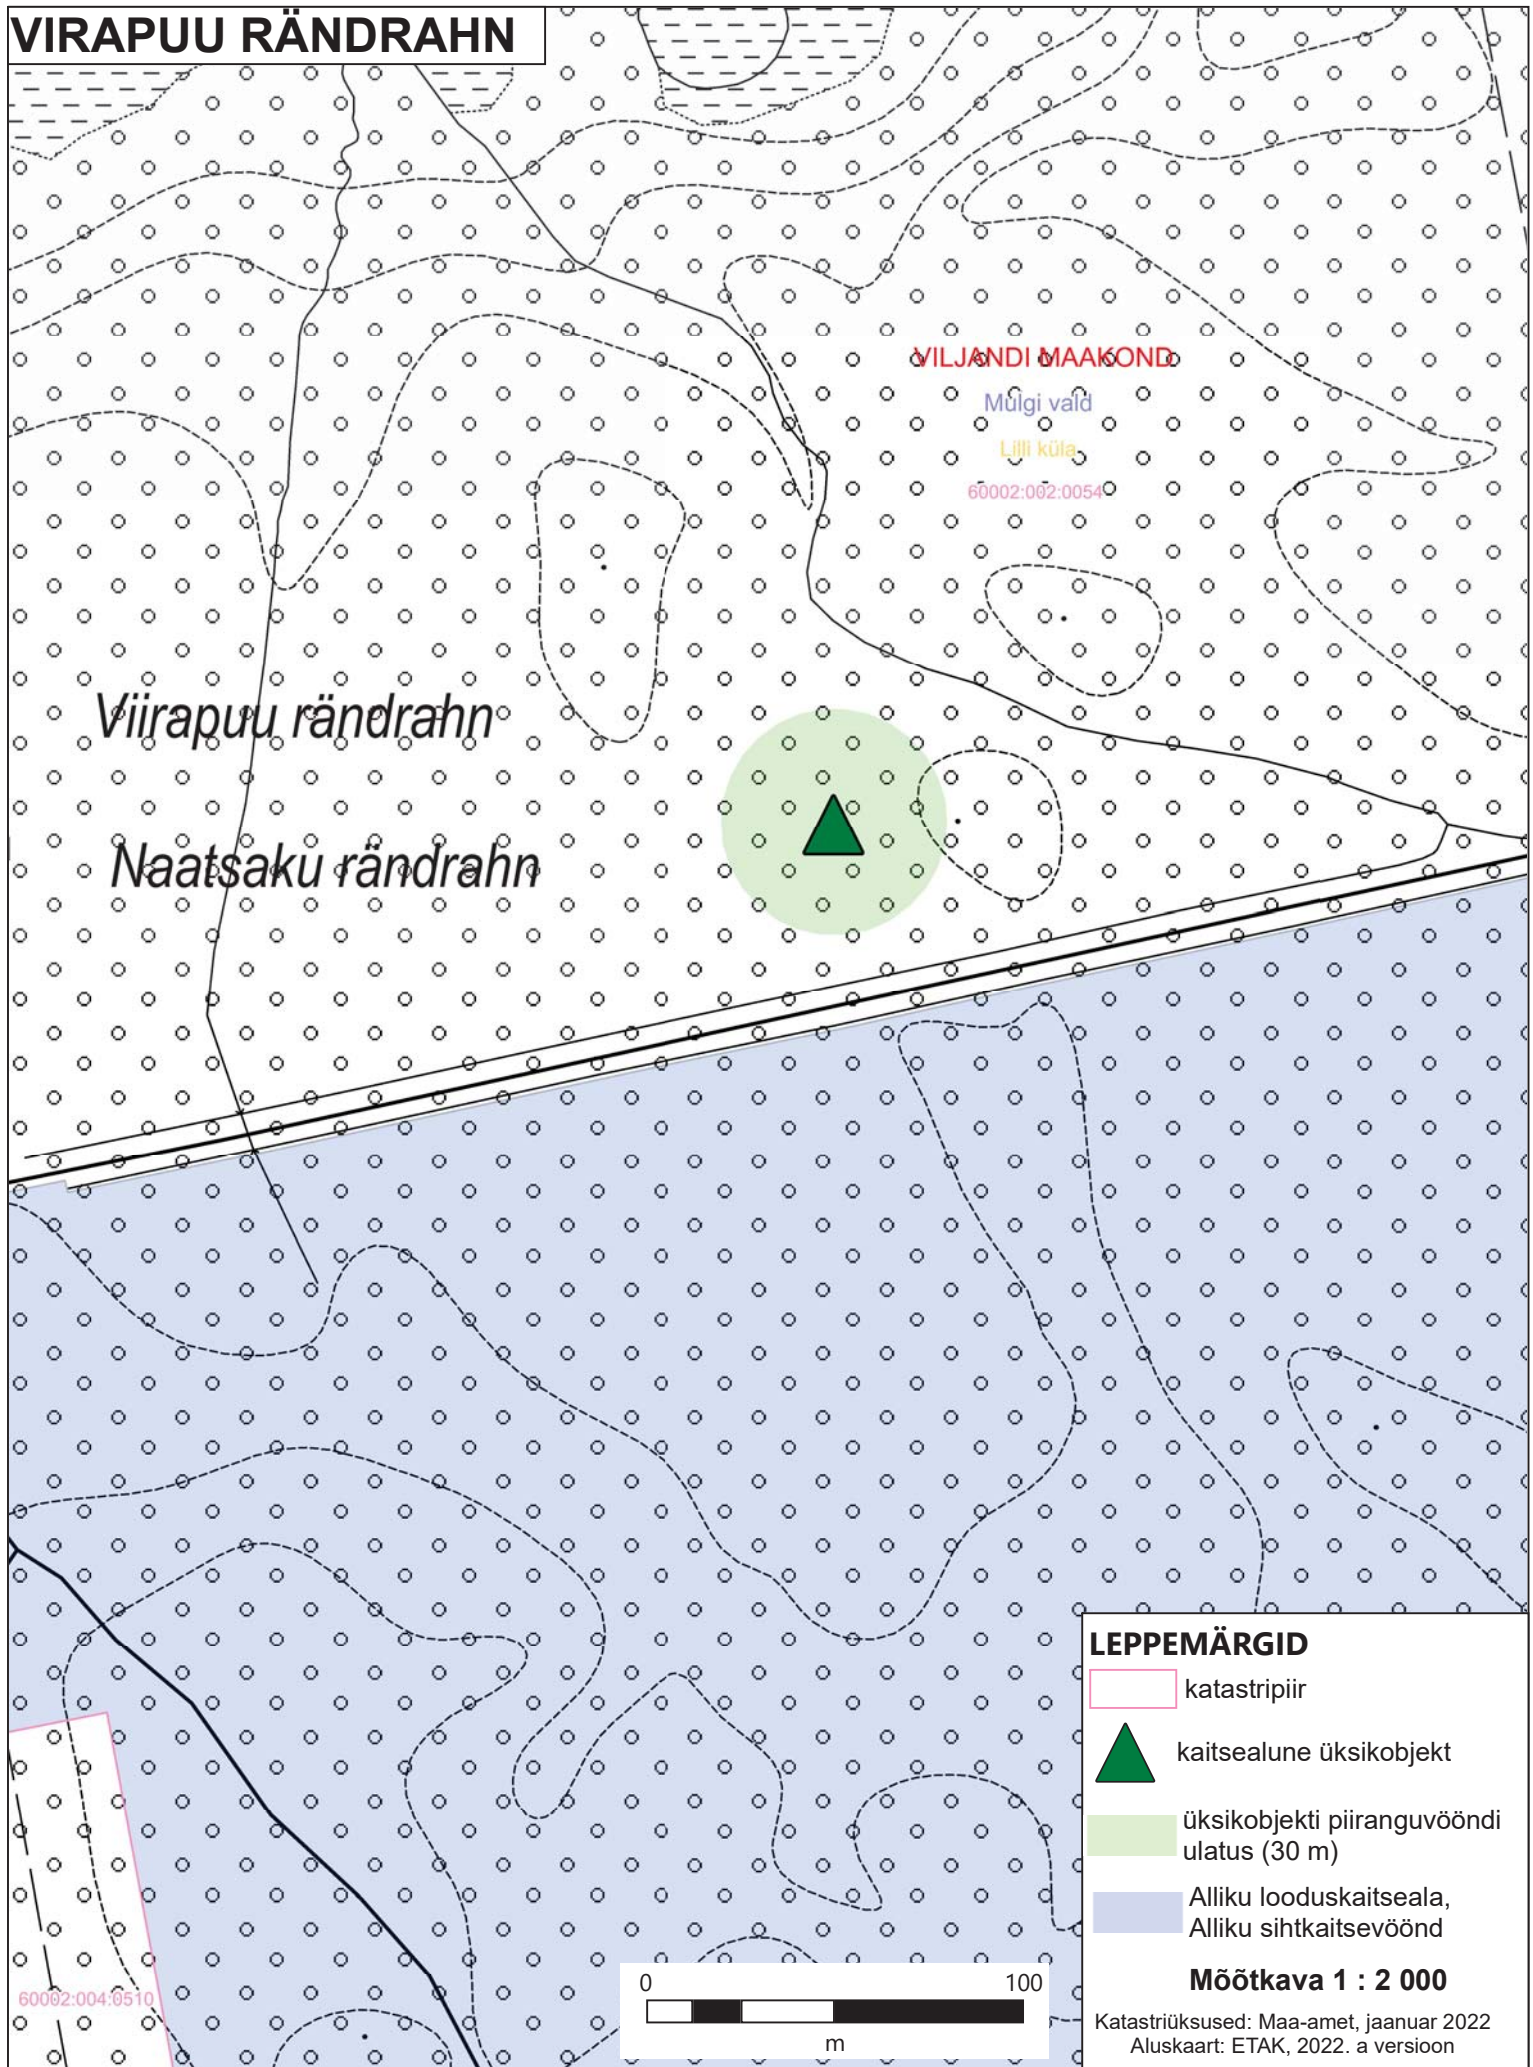 VIRAPUU RÄNDRAHN
VILJANDI MAAKOND
Mulgi vald
Lilli küla
60002:002:0054
Viirapuu rändrahn
Naatsaku rändrahn
LEPPEMÄRGID
katastripiir
kaitsealune üksikobjekt
üksikobjekti piiranguvööndi
ulatus (30 m)
Alliku looduskaitseala,
Alliku sihtkaitsevöönd
Mõõtkava 1 : 2 000
Katastriüksused: Maa-amet, jaanuar 2022
Aluskaart: ETAK, 2022. a versioon
60002:004:0510
0 100
m